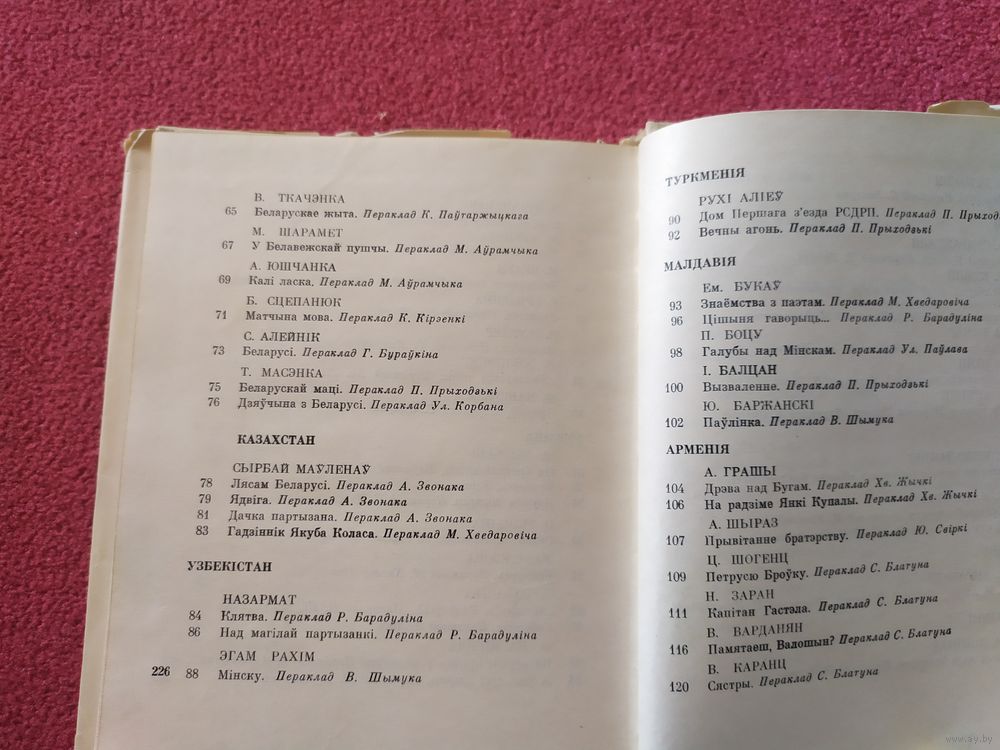 В. ТКАЧЭНКА
65 Беларускае жыта. Пераклад К. Паўтаржыцкага
М. ШАРАМЕТ
67 У Белавежскай пушчы. Пераклад М. Аўрамчыка
А. ЮШЧАНКА
69 Калі ласка. Пераклад М. Аўрамчыка
Б. СЦЕПАНЮК
71 Матчына мова. Пераклад К. Кірэенкі
С. АЛЕЙНІК
73 Беларусі. Пераклад Г. Бураўкіна
Т. МАСЭНКА
75 Беларускай маці. Пераклад П. Прыходзькі
76 Дзяўчына з Беларусі. Пераклад Ул. Корбана
КАЗАХСТАН
СЫРБАЙ МАЎЛЕНАЎ
78 Лясам Беларусі. Пераклад А. Звонака
79 Ядвіга. Пераклад А. Звонака
81 Дачка партызана. Пераклад А. Звонака
83 Гадзіннік Якуба Коласа. Пераклад М. Хведаровіча
УЗБЕКІСТАН
НАЗАРМАТ
84 Клятва. Пераклад Р. Барадуліна
86 Над магілай партызанкі. Пераклад Р. Барадуліна
ЭГАМ РАХІМ
88 Мінску. Пераклад В. Шымука
226
ТУРКМЕНІЯ
РУХІ АЛІЕЎ
90 Дом Першага з'езда РСДРП. Пераклад П. Прыход
92 Вечны агонь. Пераклад П. Прыходзькі
МАЛДАВІЯ
Ем. БУКАЎ
93 Знаёмства з паэтам. Пераклад М. Хведаровіча
96 Цішыня гаворыць... Пераклад Р. Барадуліна
П. БОЦУ
98 Галубы над Мінскам. Пераклад Ул. Паўлава
І. БАЛЦАН
100 Вызваленне. Пераклад П. Прыходзькі
Ю. БАРЖАНСКІ
102 Паўлінка. Пераклад В. Шымука
АРМЕНІЯ
А. ГРАШЫ
104 Дрэва над Бугам. Пераклад Хв. Жычкі
106 На радзіме Янкі Купалы. Пераклад Хв. Жычкі
А. ШЫРАЗ
107 Прывітанне братэрству. Пераклад Ю. Свіркі
Ц. ШОГЕНЦ
109 Петрусю Броўку. Пераклад С. Блатуна
Н. ЗАРАН
111 Капітан Гастэла. Пераклад С. Блатуна
В. ВАРДАНЯН
116 Памятаеш, Валошын? Пераклад С. Блатуна
В. КАРАНЦ
120 Сястры. Пераклад С. Блатуна
www.ay.by